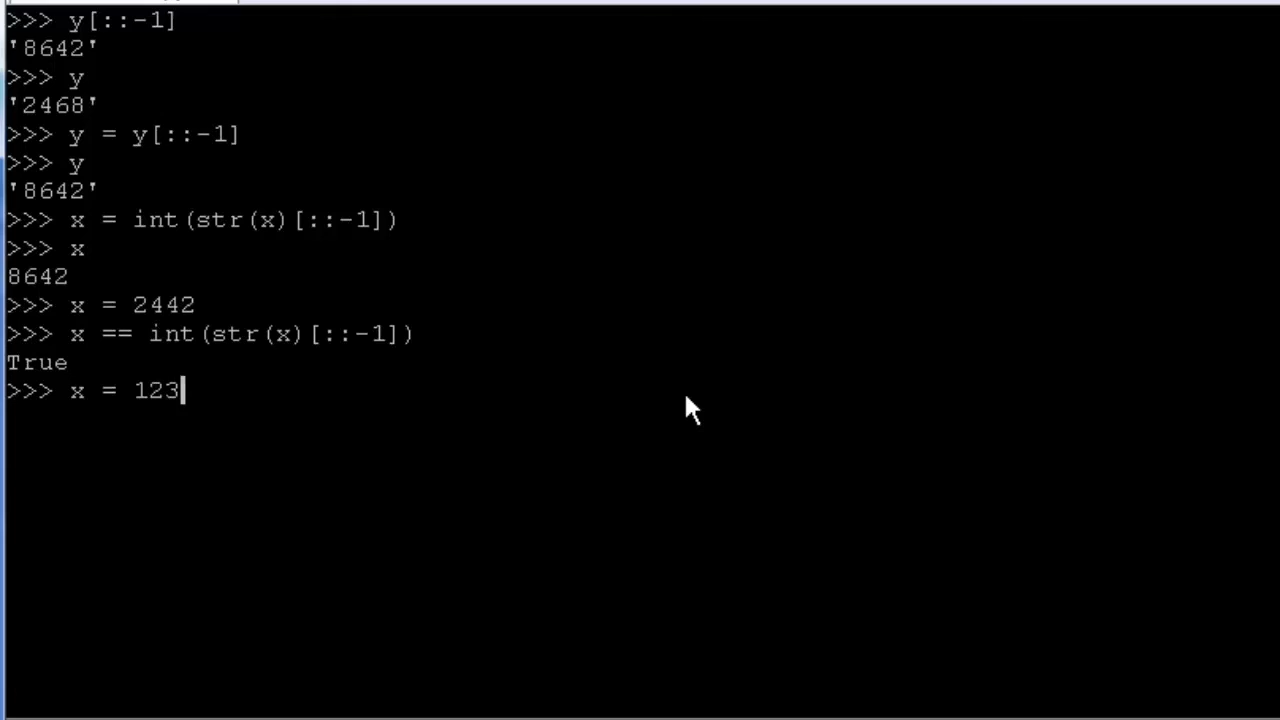 >>> y[::-1]
'8642'
>>> y
'2468'
>>> y = y[::-1]
>>> y
'8642'
>>> x = int(str(x)[::-1])
>>> x
8642
>>> x = 2442
>>> x == int(str(x)[::-1])
True
>>> x = 123